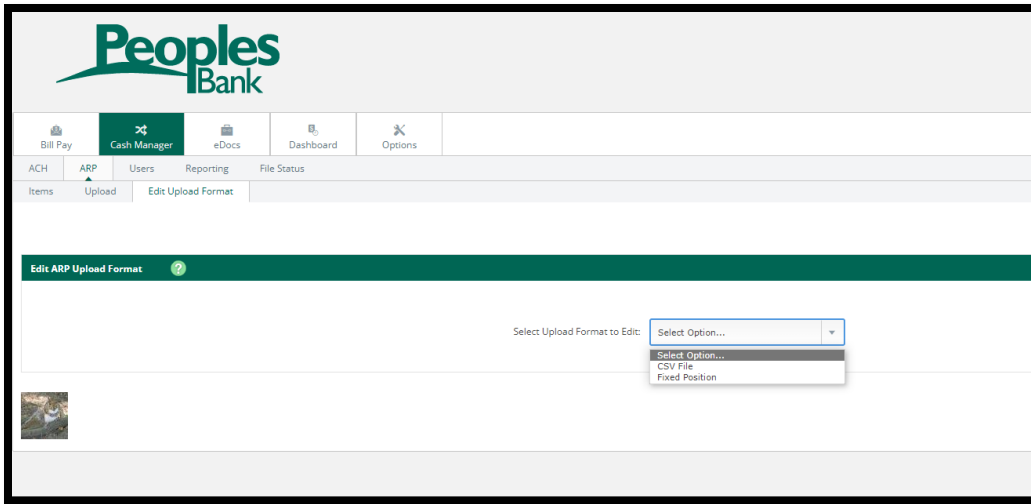 Peoples
Bank
Bill Pay
Cash Manager
eDocs
Dashboard
Options
ACH ARP Users Reporting File Status
Items Upload Edit Upload Format
Edit ARP Upload Format ?
Select Upload Format to Edit: Select Option...
Select Option...
CSV File
Fixed Position